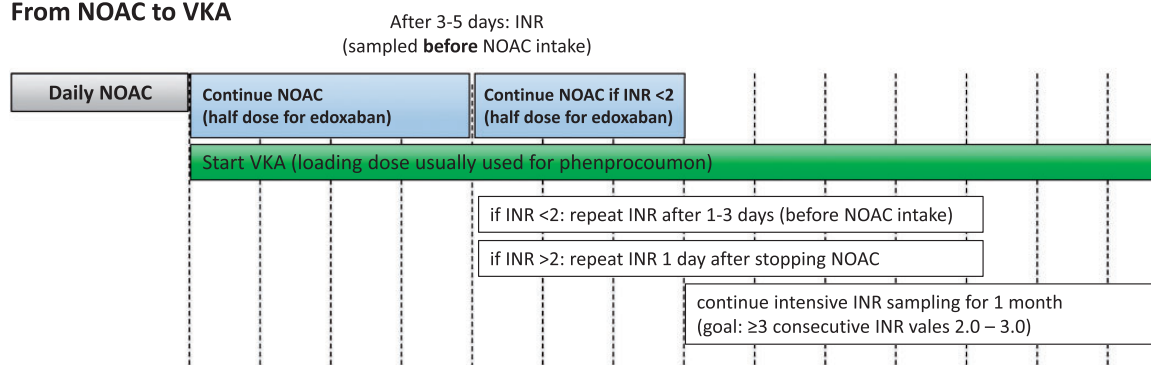 From NOAC to VKA
After 3-5 days: INR
(sampled before NOAC intake)
Daily NOAC
Continue NOAC
(half dose for edoxaban)
Continue NOAC if INR <2
(half dose for edoxaban)
Start VKA (loading dose usually used for phenprocoumon)
if INR <2: repeat INR after 1-3 days (before NOAC intake)
if INR >2: repeat INR 1 day after stopping NOAC
continue intensive INR sampling for 1 month
(goal: ≥3 consecutive INR vales 2.0 – 3.0)